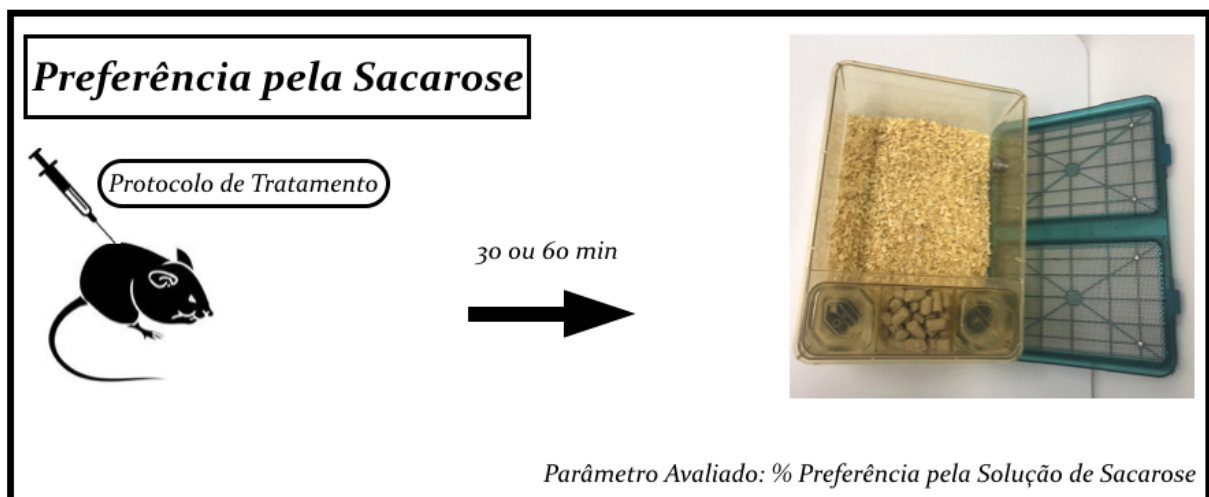 Preferência pela Sacarose
Protocolo de Tratamento
30 ou 60 min
Parâmetro Avaliado: % Preferência pela Solução de Sacarose